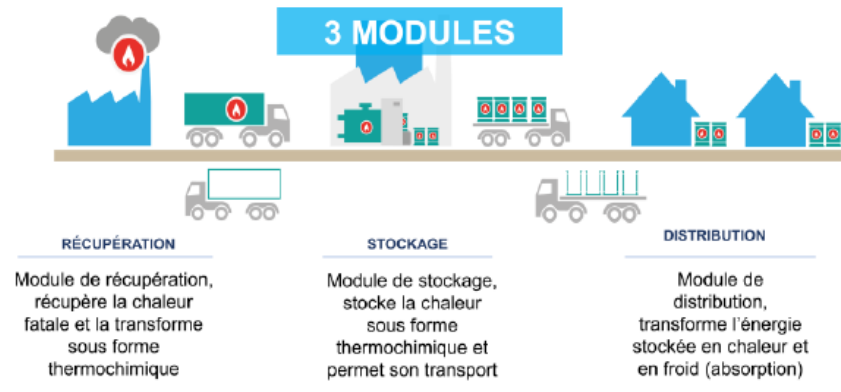 3 MODULES
RÉCUPÉRATION
Module de récupération,
récupère la chaleur
fatale et la transforme
sous forme
thermochimique
STOCKAGE
Module de stockage,
stocke la chaleur
sous forme
thermochimique et
permet son transport
DISTRIBUTION
Module de
distribution,
transforme l'énergie
stockée en chaleur et
en froid (absorption)